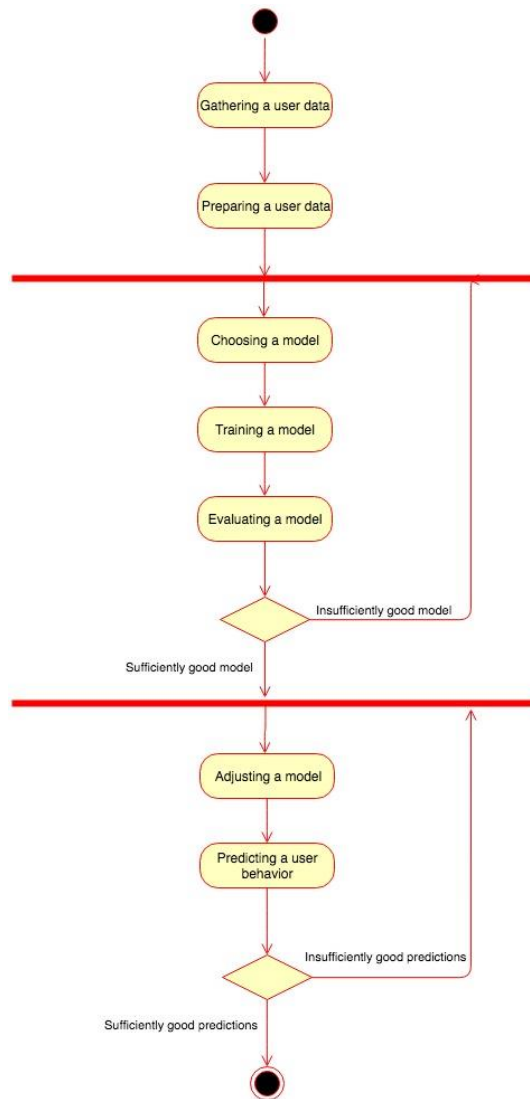 Gathering a user data
Preparing a user data
Choosing a model
Training a model
Evaluating a model
Insufficiently good model
Sufficiently good model
Adjusting a model
Predicting a user
behavior
Insufficiently good predictions
Sufficiently good predictions